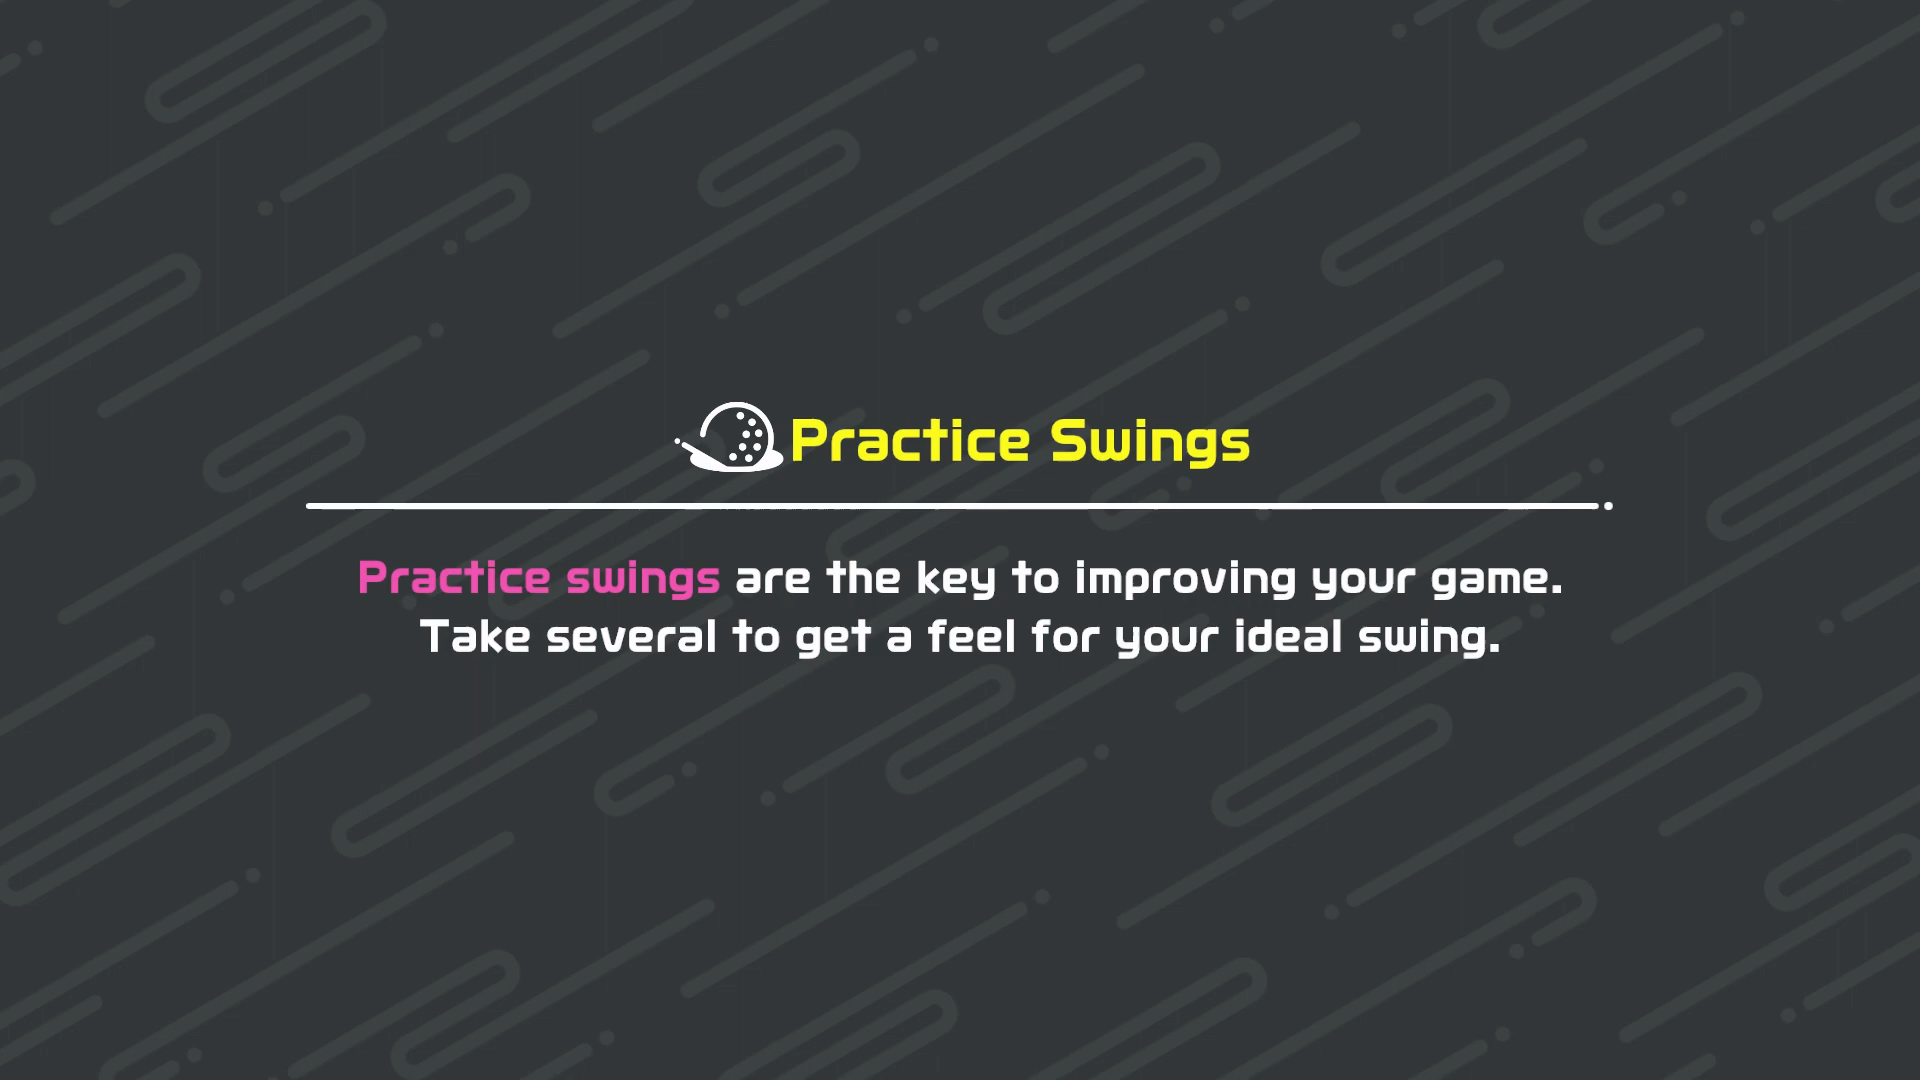 Practice Swings
Practice swings are the key to improving your game.
Take several to get a feel for your ideal swing.